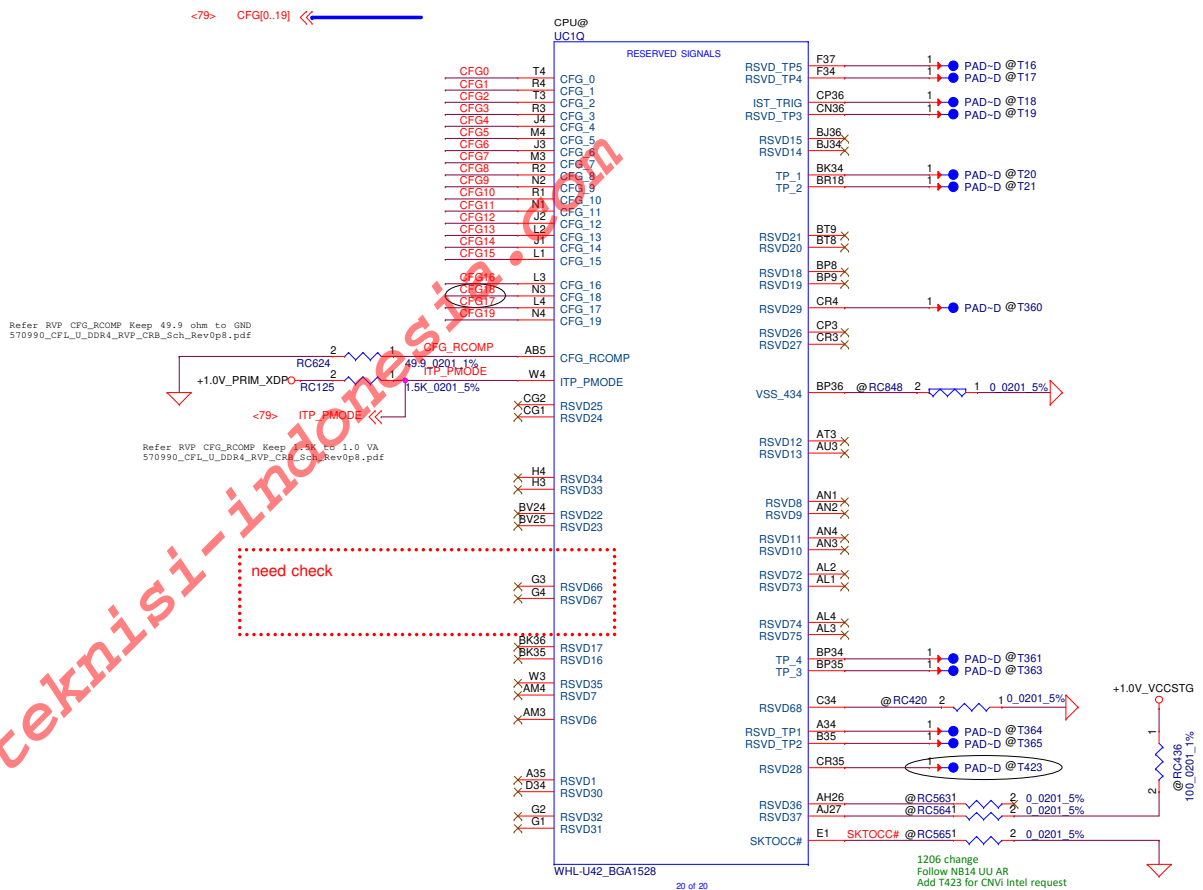 <79> CFG[0..19]
CPU@
UC1Q
RESERVED SIGNALS
CFG0 T4 CFG_0
CFG1 R4 CFG_1
CFG2 T3 CFG_2
CFG3 R3 CFG_3
CFG4 J4 CFG_4
CFG5 M4 CFG_5
CFG6 J3 CFG_6
CFG7 M3 CFG_7
CFG8 R2 CFG_8
CFG9 N2 CFG_9
CFG10 R1 CFG_10
CFG11 N1 CFG_11
CFG12 J2 CFG_12
CFG13 L2 CFG_13
CFG14 J1 CFG_14
CFG15 L1 CFG_15
CFG16 L3 CFG_16
CFG18 N3 CFG_18
CFG17 L4 CFG_17
CFG19 N4 CFG_19
Refer RVP CFG_RCOMP Keep 49.9 ohm to GND
570990_CFL_U_DDR4_RVP_CRB_Sch_Rev0p8.pdf
2 1 CFG_RCOMP AB5 CFG_RCOMP
RC624 49.9_0201_1%
+1.0V_PRIM_XDP 2 1 ITP_PMODE W4 ITP_PMODE
RC125 1.5K_0201_5%
<79> ITP_PMODE
Refer RVP CFG_RCOMP Keep 1.5K to 1.0 VA
570990_CFL_U_DDR4_RVP_CRB_Sch_Rev0p8.pdf
CG2 RSVD25
CG1 RSVD24
H4 RSVD34
H3 RSVD33
BV24 RSVD22
BV25 RSVD23
need check
G3 RSVD66
G4 RSVD67
BK36 RSVD17
BK35 RSVD16
W3 RSVD35
AM4 RSVD7
AM3 RSVD6
A35 RSVD1
D34 RSVD30
G2 RSVD32
G1 RSVD31
RSVD_TP5 F37 1 PAD~D @T16
RSVD_TP4 F34 1 PAD~D @T17
IST_TRIG CP36 1 PAD~D @T18
RSVD_TP3 CN36 1 PAD~D @T19
RSVD15 BJ36
RSVD14 BJ34
TP_1 BK34 1 PAD~D @T20
TP_2 BR18 1 PAD~D @T21
RSVD21 BT9
RSVD20 BT8
RSVD18 BP8
RSVD19 BP9
RSVD29 CR4 1 PAD~D @T360
RSVD26 CP3
RSVD27 CR3
VSS_434 BP36 @RC848 2 1 0_0201_5%
RSVD12 AT3
RSVD13 AU3
RSVD8 AN1
RSVD9 AN2
RSVD11 AN4
RSVD10 AN3
RSVD72 AL2
RSVD73 AL1
RSVD74 AL4
RSVD75 AL3
TP_4 BP34 1 PAD~D @T361
TP_3 BP35 1 PAD~D @T363
RSVD68 C34 @RC420 2 1 0_0201_5%
RSVD_TP1 A34 1 PAD~D @T364
RSVD_TP2 B35 1 PAD~D @T365
RSVD28 CR35 1 PAD~D @T423
RSVD36 AH26 @RC563 1 2 0_0201_5%
RSVD37 AJ27 @RC564 1 2 0_0201_5%
SKTOCC# E1 SKTOCC# @RC565 1 2 0_0201_5%
+1.0V_VCCSTG
1 2
@RC436
100_0201_1%
1206 change
Follow NB14 UU AR
Add T423 for CNVi Intel request
WHL-U42_BGA1528
20 of 20
teknisi-indonesia.com